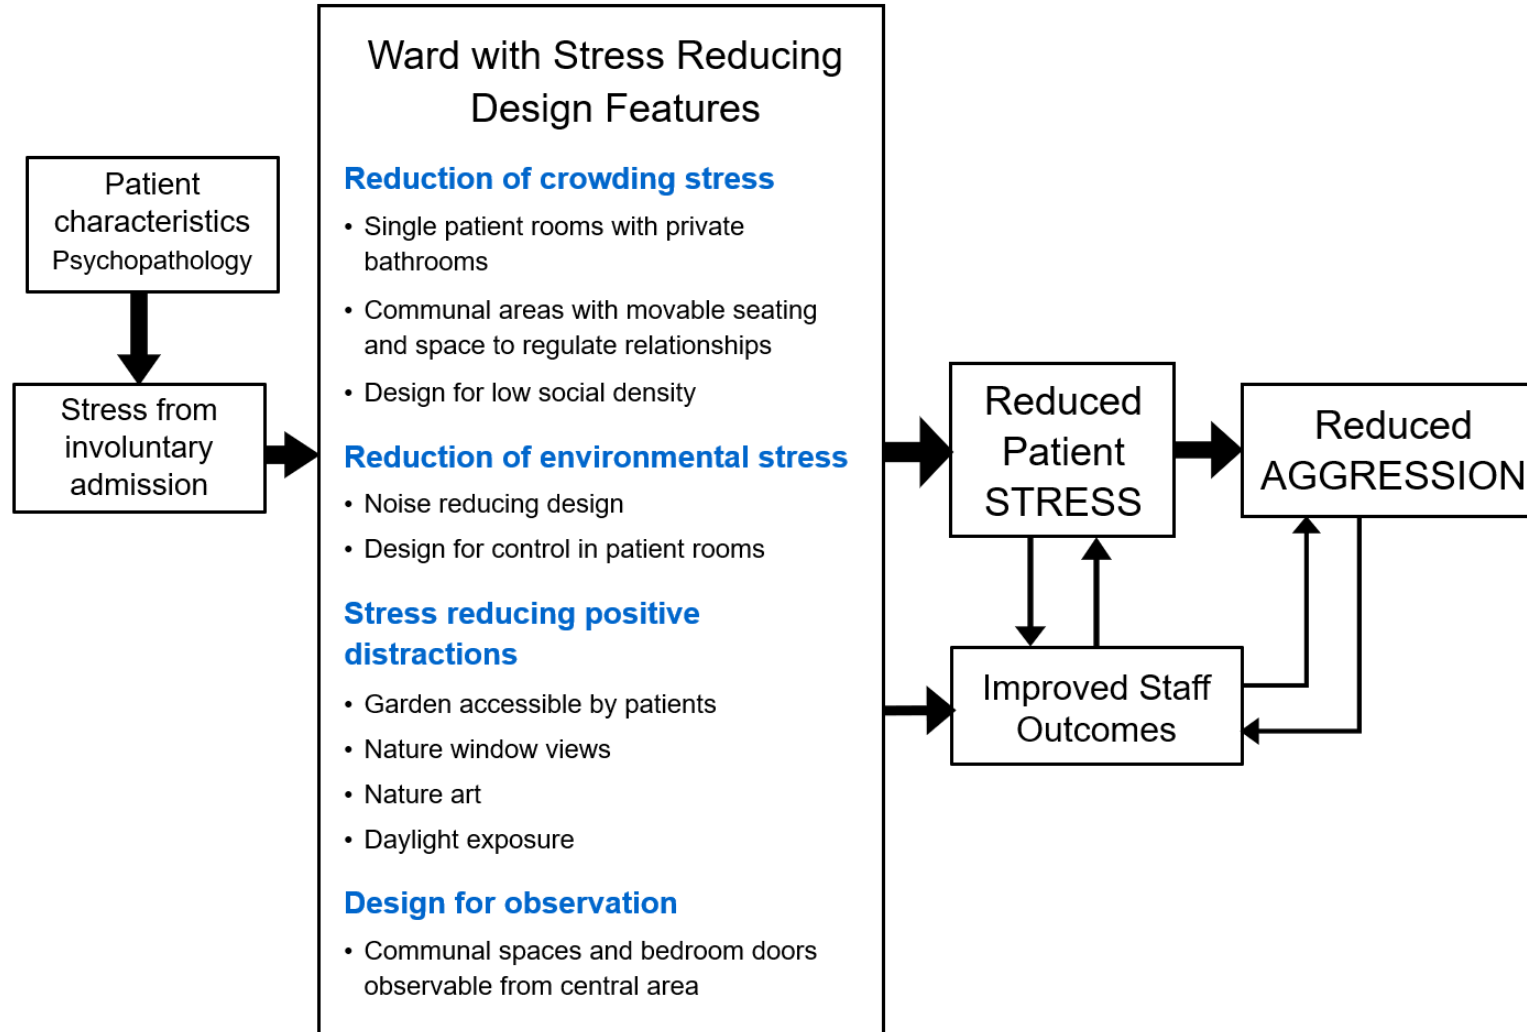 Patient
characteristics
Psychopathology
Stress from
involuntary
admission
Ward with Stress Reducing
Design Features
Reduction of crowding stress
• Single patient rooms with private
bathrooms
• Communal areas with movable seating
and space to regulate relationships
• Design for low social density
Reduction of environmental stress
• Noise reducing design
• Design for control in patient rooms
Stress reducing positive
distractions
• Garden accessible by patients
• Nature window views
• Nature art
• Daylight exposure
Design for observation
• Communal spaces and bedroom doors
observable from central area
Reduced
Patient
STRESS
Improved Staff
Outcomes
Reduced
AGGRESSION